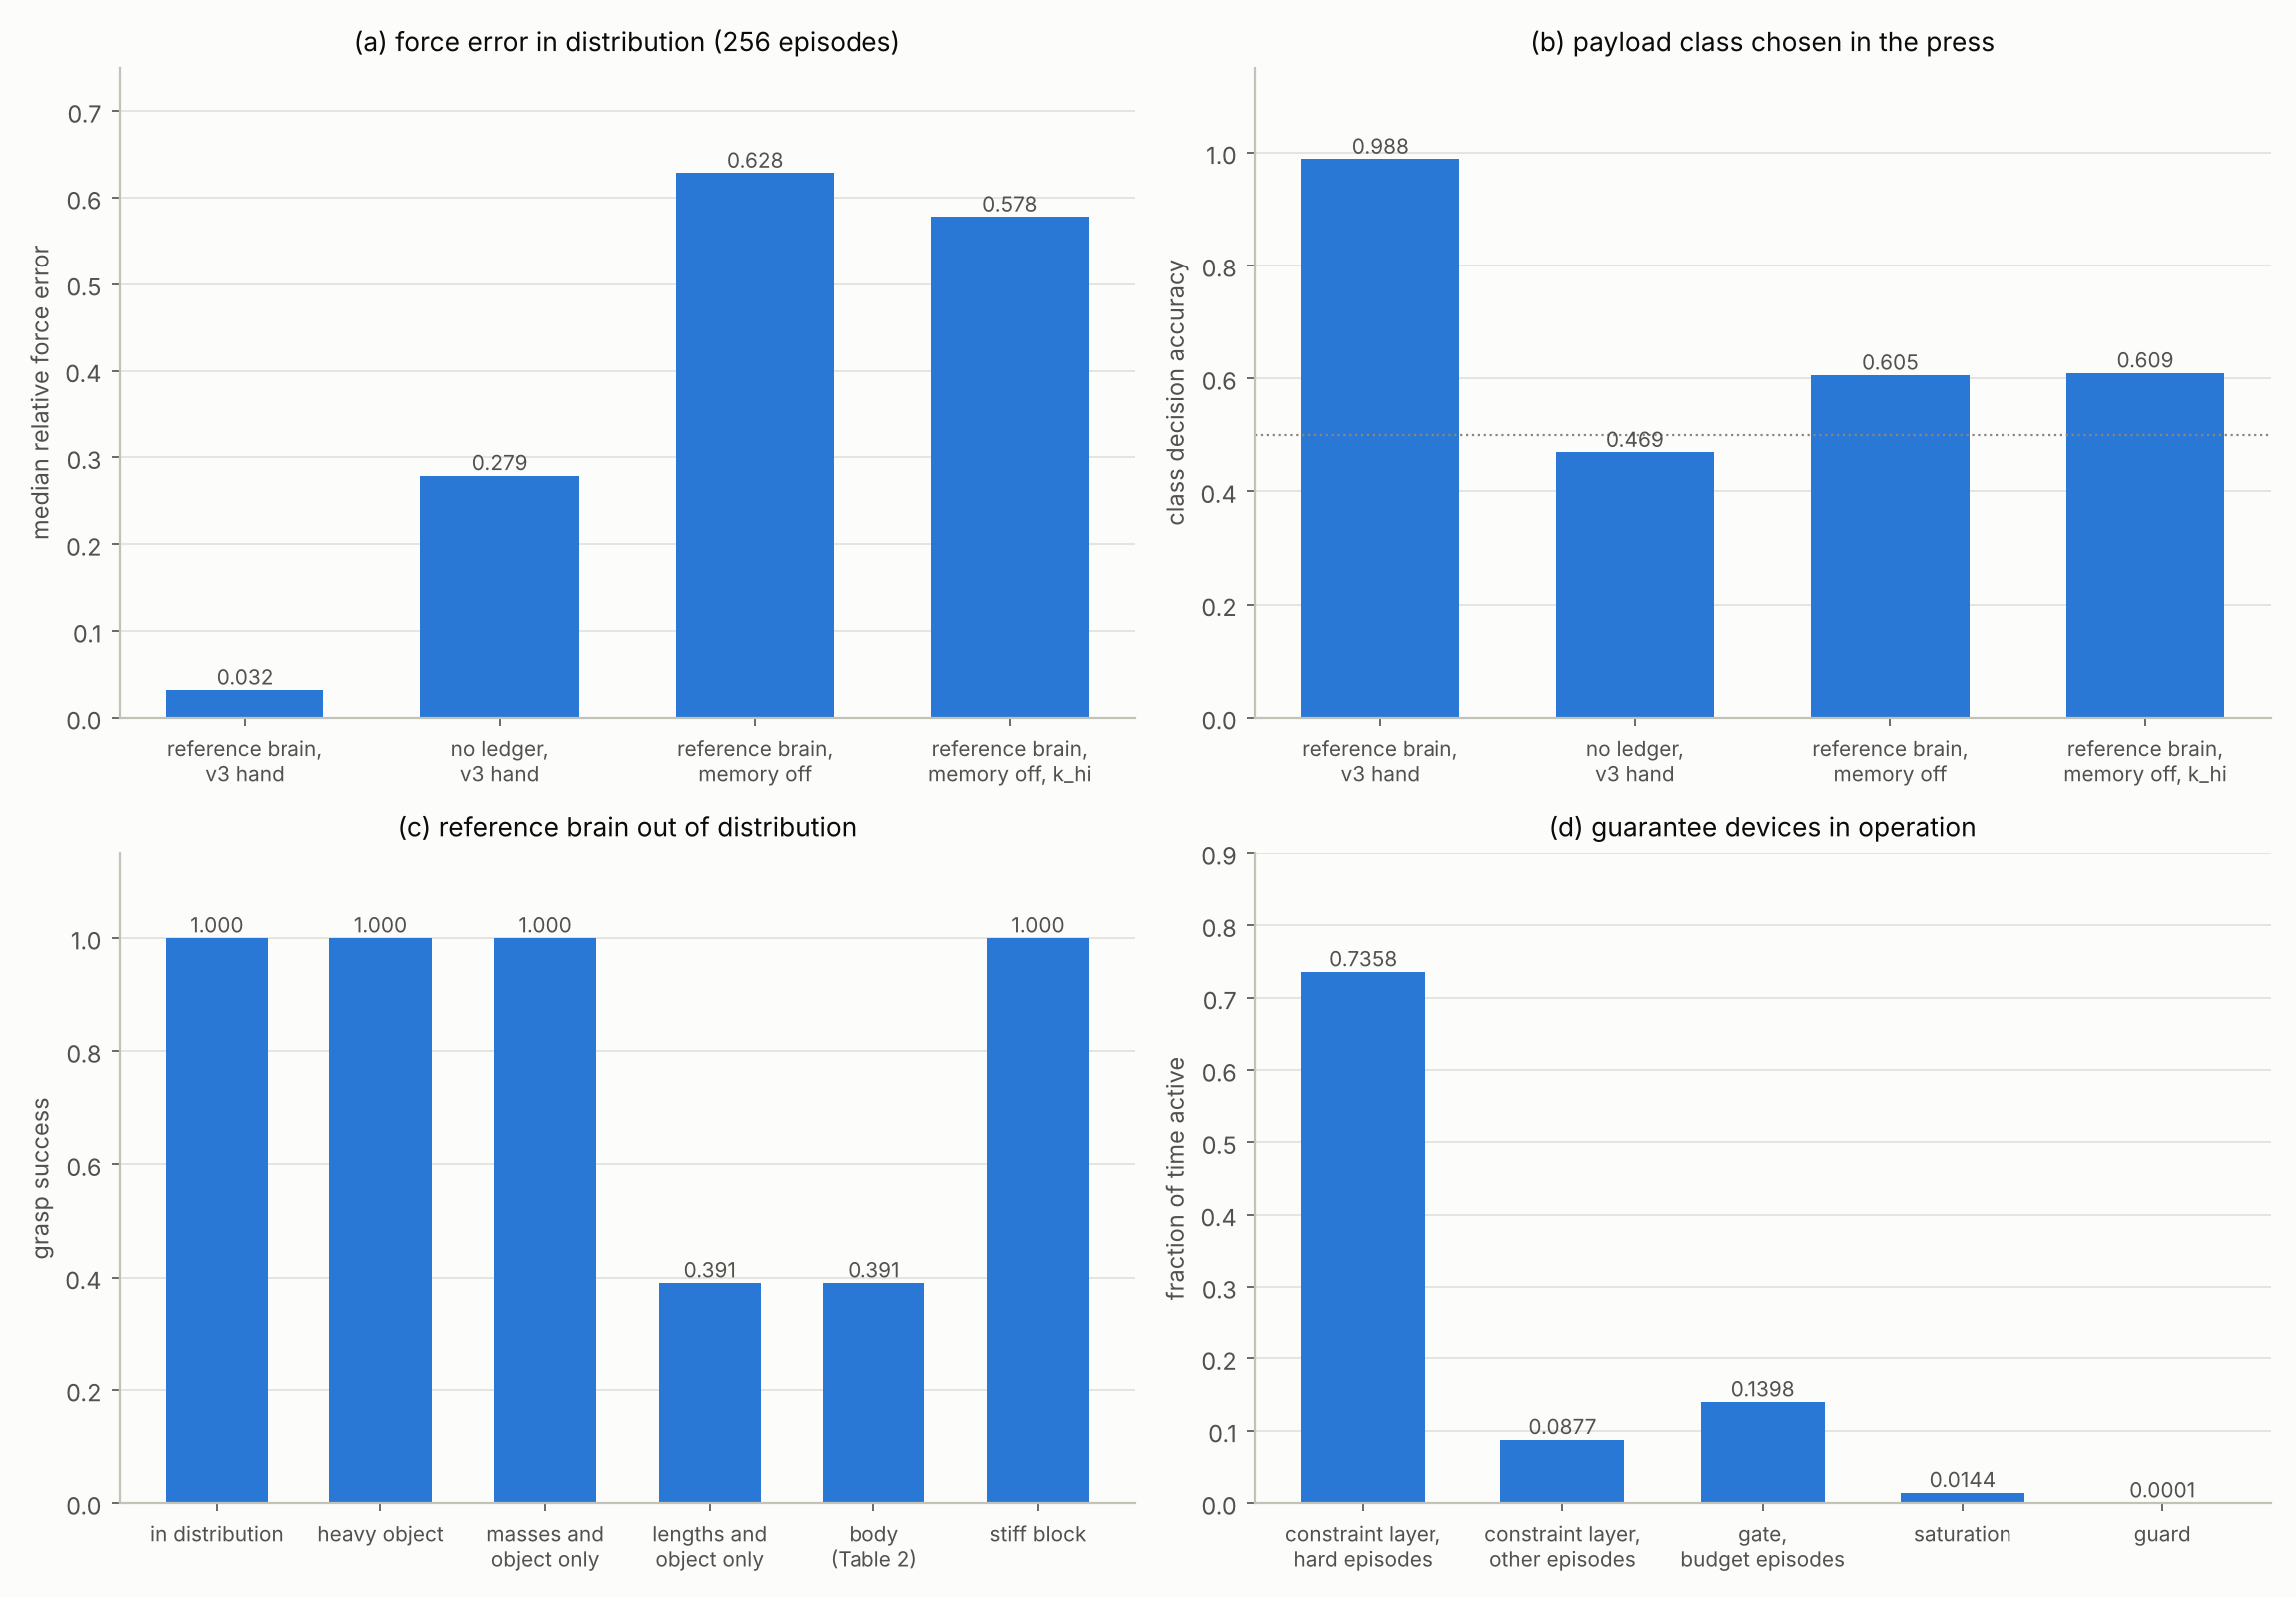 (a) force error in distribution (256 episodes)
median relative force error
0.7
0.6
0.5
0.4
0.3
0.2
0.1
0.0
0.032
0.279
0.628
0.578
reference brain,
v3 hand
no ledger,
v3 hand
reference brain,
memory off
reference brain,
memory off, k_hi
(b) payload class chosen in the press
class decision accuracy
1.0
0.8
0.6
0.4
0.2
0.0
0.988
0.469
0.605
0.609
reference brain,
v3 hand
no ledger,
v3 hand
reference brain,
memory off
reference brain,
memory off, k_hi
(c) reference brain out of distribution
grasp success
1.0
0.8
0.6
0.4
0.2
0.0
1.000
1.000
1.000
0.391
0.391
1.000
in distribution
heavy object
masses and
object only
lengths and
object only
body
(Table 2)
stiff block
(d) guarantee devices in operation
fraction of time active
0.9
0.8
0.7
0.6
0.5
0.4
0.3
0.2
0.1
0.0
0.7358
0.0877
0.1398
0.0144
0.0001
constraint layer,
hard episodes
constraint layer,
other episodes
gate,
budget episodes
saturation
guard